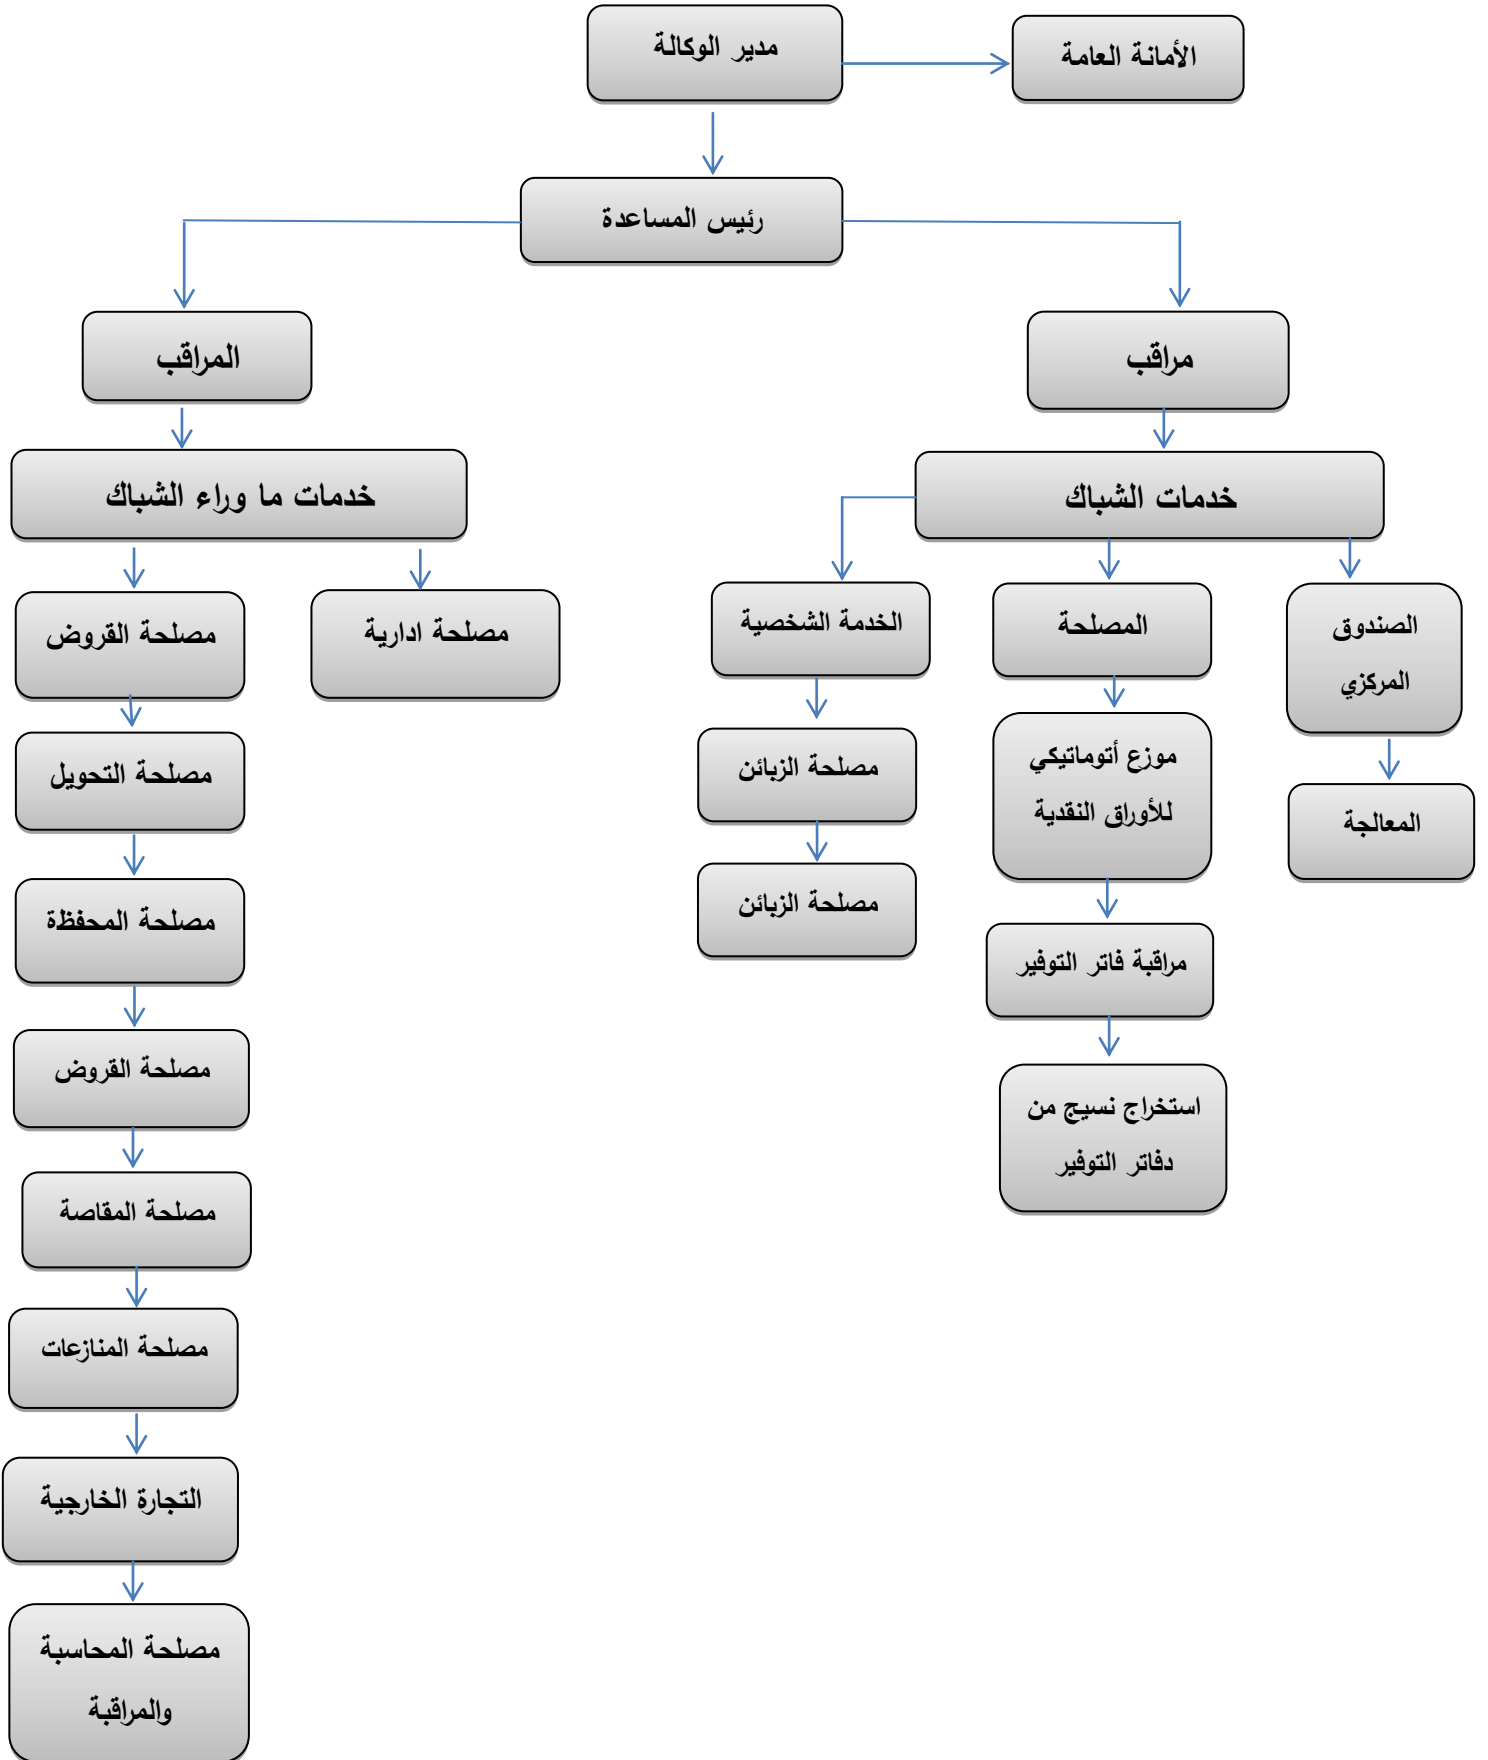 مدير الوكالة
الأمانة العامة
رئيس المساعدة
مراقب
المراقب
خدمات الشباك
خدمات ما وراء الشباك
الصندوق
المركزي
المعالجة
المصلحة
موزع أتوماتيكي
للأوراق النقدية
مراقبة فاتر التوفير
استخراج نسيج من
دفاتر التوفير
الخدمة الشخصية
مصلحة الزبائن
مصلحة الزبائن
مصلحة ادارية
مصلحة القروض
مصلحة التحويل
مصلحة المحفظة
مصلحة القروض
مصلحة المقاصة
مصلحة المنازعات
التجارة الخارجية
مصلحة المحاسبة
والمراقبة